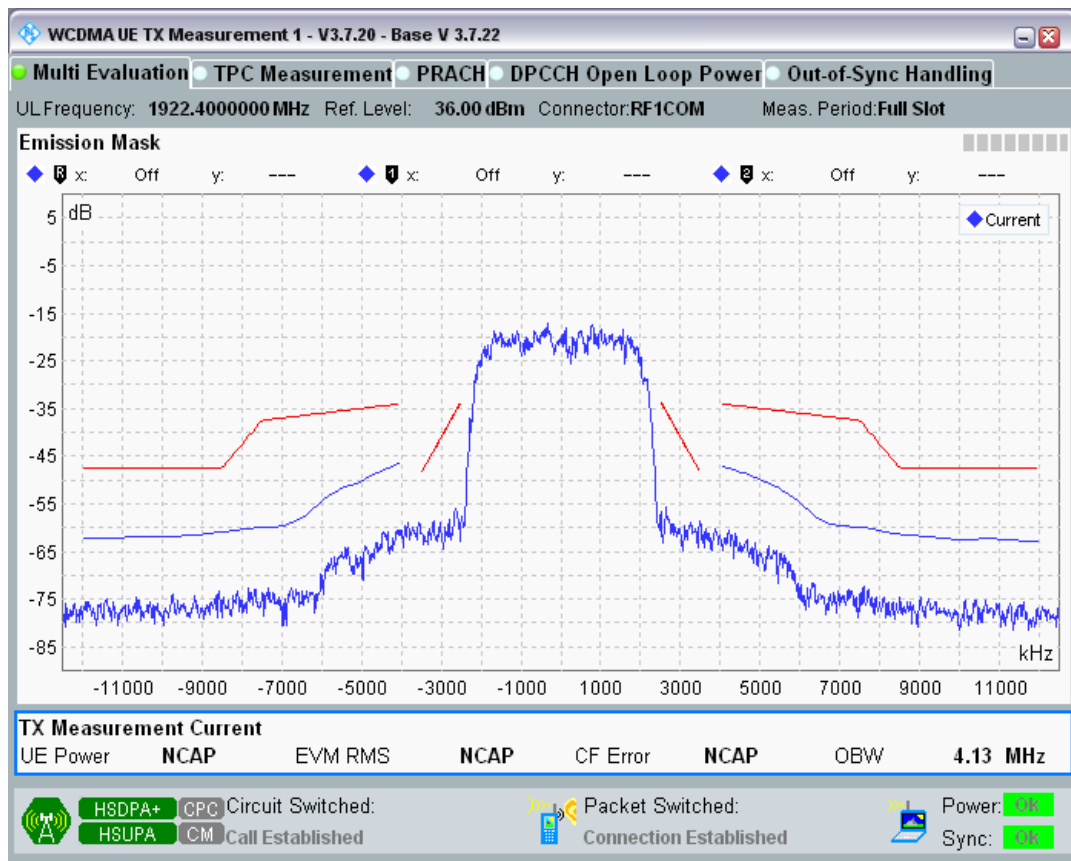 WCDMA UE TX Measurement 1 - V3.7.20 - Base V 3.7.22
Multi Evaluation TPC Measurement PRACH DPCCH Open Loop Power Out-of-Sync Handling
UL Frequency: 1922.4000000 MHz Ref. Level: 36.00 dBm Connector:RF1COM Meas. Period:Full Slot
Emission Mask
R x: Off y: --- 1 x: Off y: --- 2 x: Off y: ---
dB
Current
5
-5
-15
-25
-35
-45
-55
-65
-75
-85
kHz
-11000 -9000 -7000 -5000 -3000 -1000 1000 3000 5000 7000 9000 11000
TX Measurement Current
UE Power NCAP EVM RMS NCAP CF Error NCAP OBW 4.13 MHz
HSDPA+ CPC Circuit Switched: Packet Switched: Power: OK
HSUPA CM Call Established Connection Established Sync: OK